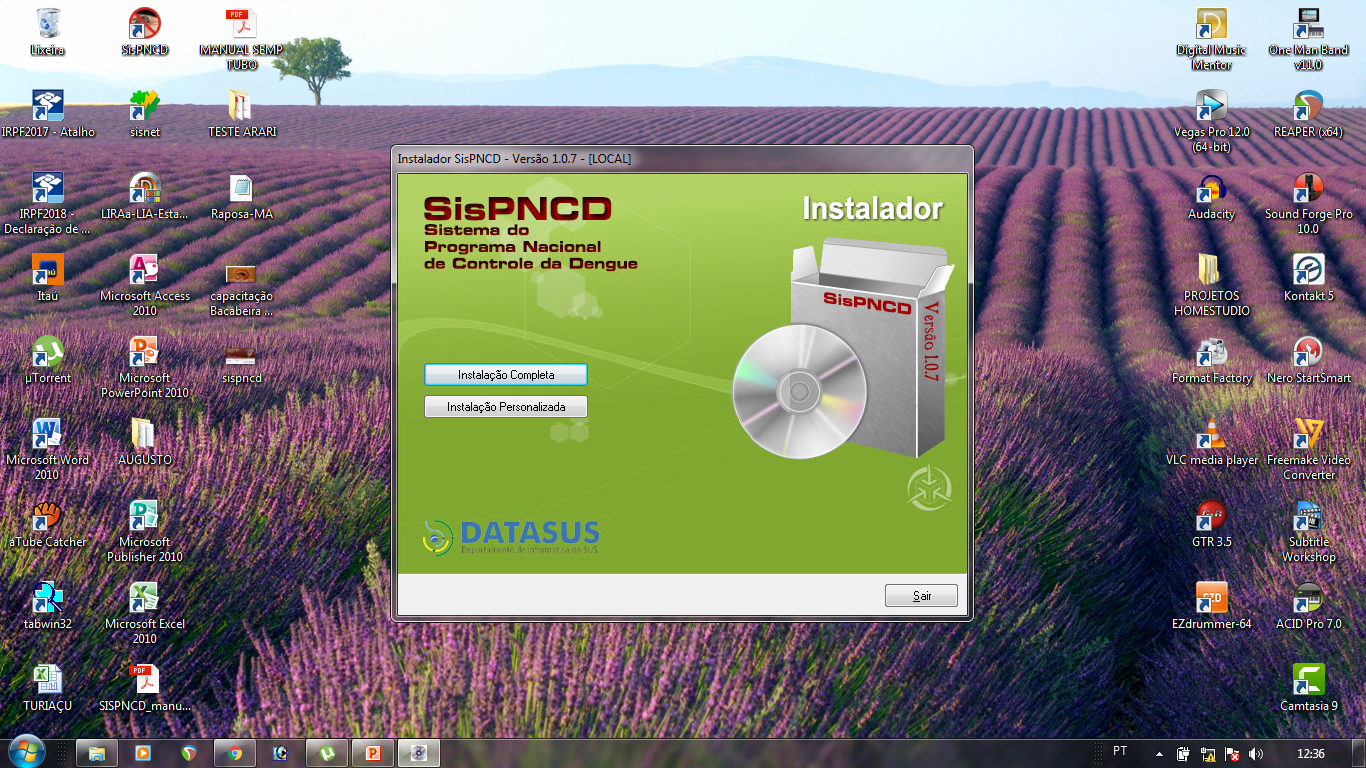 Lixeira
SisPNCD
MANUAL SEMP
TUBO
IRPF2017 - Atalho
sisnet
TESTE ARARI
IRPF2018 -
Declaração de ...
LIRAa-LIA-Esta...
Raposa-MA
Itaú
Microsoft Access
2010
capacitação
Bacabeira ...
µTorrent
Microsoft
PowerPoint 2010
sispncd
Microsoft Word
2010
AUGUSTO
aTube Catcher
Microsoft
Publisher 2010
tabwin32
Microsoft Excel
2010
TURIAÇU
SISPNCD_manu...
Instalador SisPNCD - Versão 1.0.7 - [LOCAL]
SisPNCD
Sistema do
Programa Nacional
de Controle da Dengue
Instalador
SisPNCD
Versão 1.0.7
Instalação Completa
Instalação Personalizada
DATASUS
Departamento de Informática do SUS
Sair
Digital Music
Mentor
One Man Band
v11.0
Vegas Pro 12.0
(64-bit)
REAPER (x64)
Audacity
Sound Forge Pro
10.0
PROJETOS
HOMESTUDIO
Kontakt 5
Format Factory
Nero StartSmart
VLC media player
Freemake Video
Converter
GTR 3.5
Subtitle
Workshop
EZD
EZdrummer-64
ACID Pro 7.0
Camtasia 9
PT
12:36